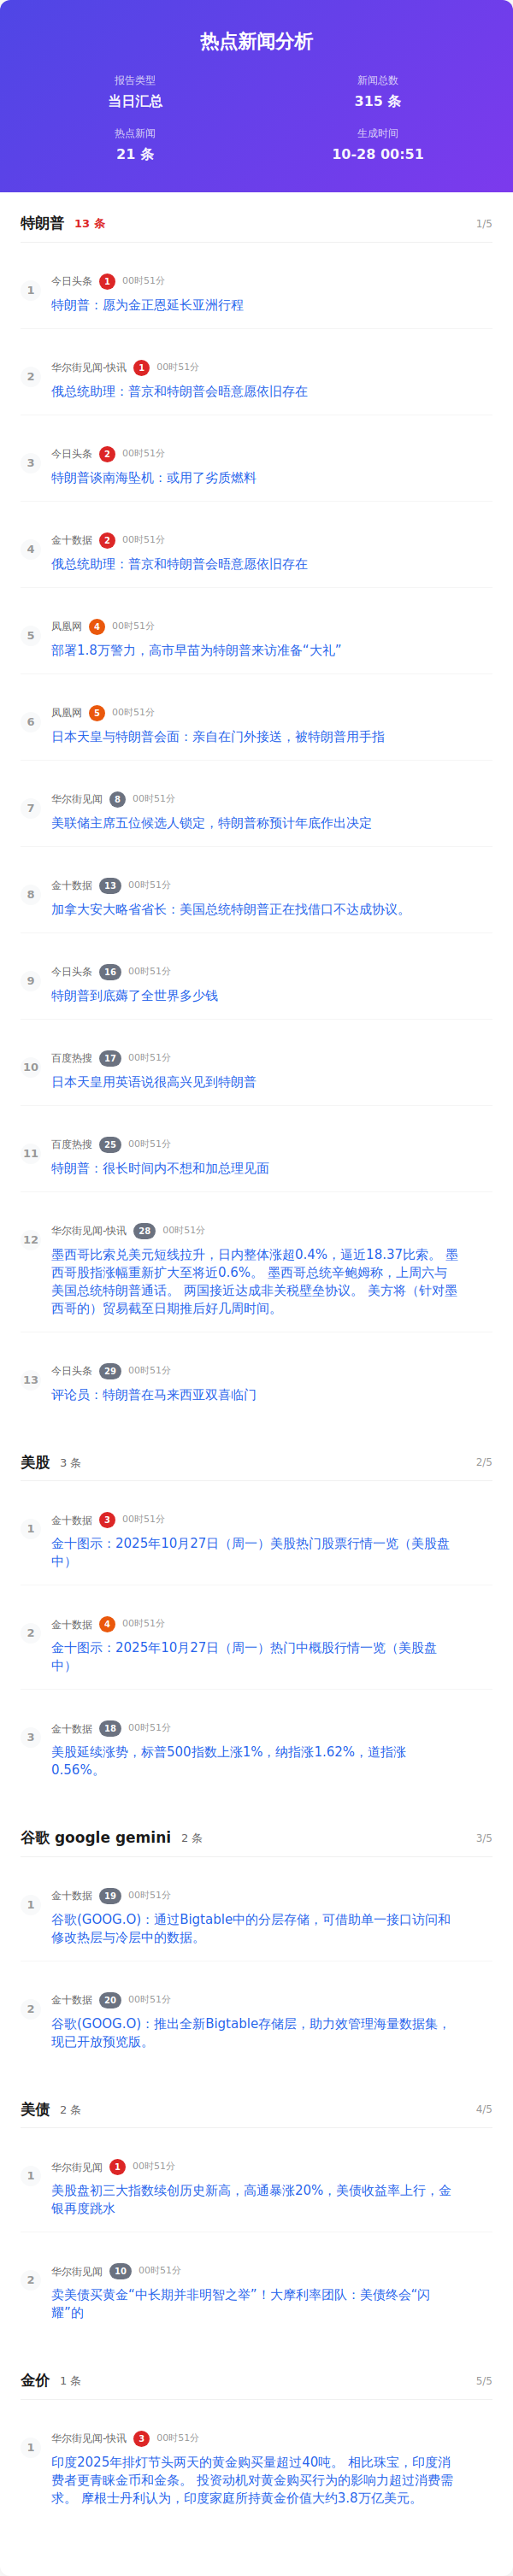 热点新闻分析
报告类型
当日汇总
新闻总数
315 条
热点新闻
21 条
生成时间
10-28 00:51
特朗普 13 条 1/5
1
今日头条 1 00时51分
特朗普：愿为金正恩延长亚洲行程
2
华尔街见闻-快讯 1 00时51分
俄总统助理：普京和特朗普会晤意愿依旧存在
3
今日头条 2 00时51分
特朗普谈南海坠机：或用了劣质燃料
4
金十数据 2 00时51分
俄总统助理：普京和特朗普会晤意愿依旧存在
5
凤凰网 4 00时51分
部署1.8万警力，高市早苗为特朗普来访准备“大礼”
6
凤凰网 5 00时51分
日本天皇与特朗普会面：亲自在门外接送，被特朗普用手指
7
华尔街见闻 8 00时51分
美联储主席五位候选人锁定，特朗普称预计年底作出决定
8
金十数据 13 00时51分
加拿大安大略省省长：美国总统特朗普正在找借口不达成协议。
9
今日头条 16 00时51分
特朗普到底薅了全世界多少钱
10
百度热搜 17 00时51分
日本天皇用英语说很高兴见到特朗普
11
百度热搜 25 00时51分
特朗普：很长时间内不想和加总理见面
12
华尔街见闻-快讯 28 00时51分
墨西哥比索兑美元短线拉升，日内整体涨超0.4%，逼近18.37比索。 墨
西哥股指涨幅重新扩大至将近0.6%。 墨西哥总统辛鲍姆称，上周六与
美国总统特朗普通话。 两国接近达成非关税壁垒协议。 美方将（针对墨
西哥的）贸易截至日期推后好几周时间。
13
今日头条 29 00时51分
评论员：特朗普在马来西亚双喜临门
美股 3 条 2/5
1
金十数据 3 00时51分
金十图示：2025年10月27日（周一）美股热门股票行情一览（美股盘
中）
2
金十数据 4 00时51分
金十图示：2025年10月27日（周一）热门中概股行情一览（美股盘
中）
3
金十数据 18 00时51分
美股延续涨势，标普500指数上涨1%，纳指涨1.62%，道指涨
0.56%。
谷歌 google gemini 2 条 3/5
1
金十数据 19 00时51分
谷歌(GOOG.O)：通过Bigtable中的分层存储，可借助单一接口访问和
修改热层与冷层中的数据。
2
金十数据 20 00时51分
谷歌(GOOG.O)：推出全新Bigtable存储层，助力效管理海量数据集，
现已开放预览版。
美债 2 条 4/5
1
华尔街见闻 1 00时51分
美股盘初三大指数续创历史新高，高通暴涨20%，美债收益率上行，金
银再度跳水
2
华尔街见闻 10 00时51分
卖美债买黄金“中长期并非明智之举”！大摩利率团队：美债终会“闪
耀”的
金价 1 条 5/5
1
华尔街见闻-快讯 3 00时51分
印度2025年排灯节头两天的黄金购买量超过40吨。 相比珠宝，印度消
费者更青睐金币和金条。 投资动机对黄金购买行为的影响力超过消费需
求。 摩根士丹利认为，印度家庭所持黄金价值大约3.8万亿美元。